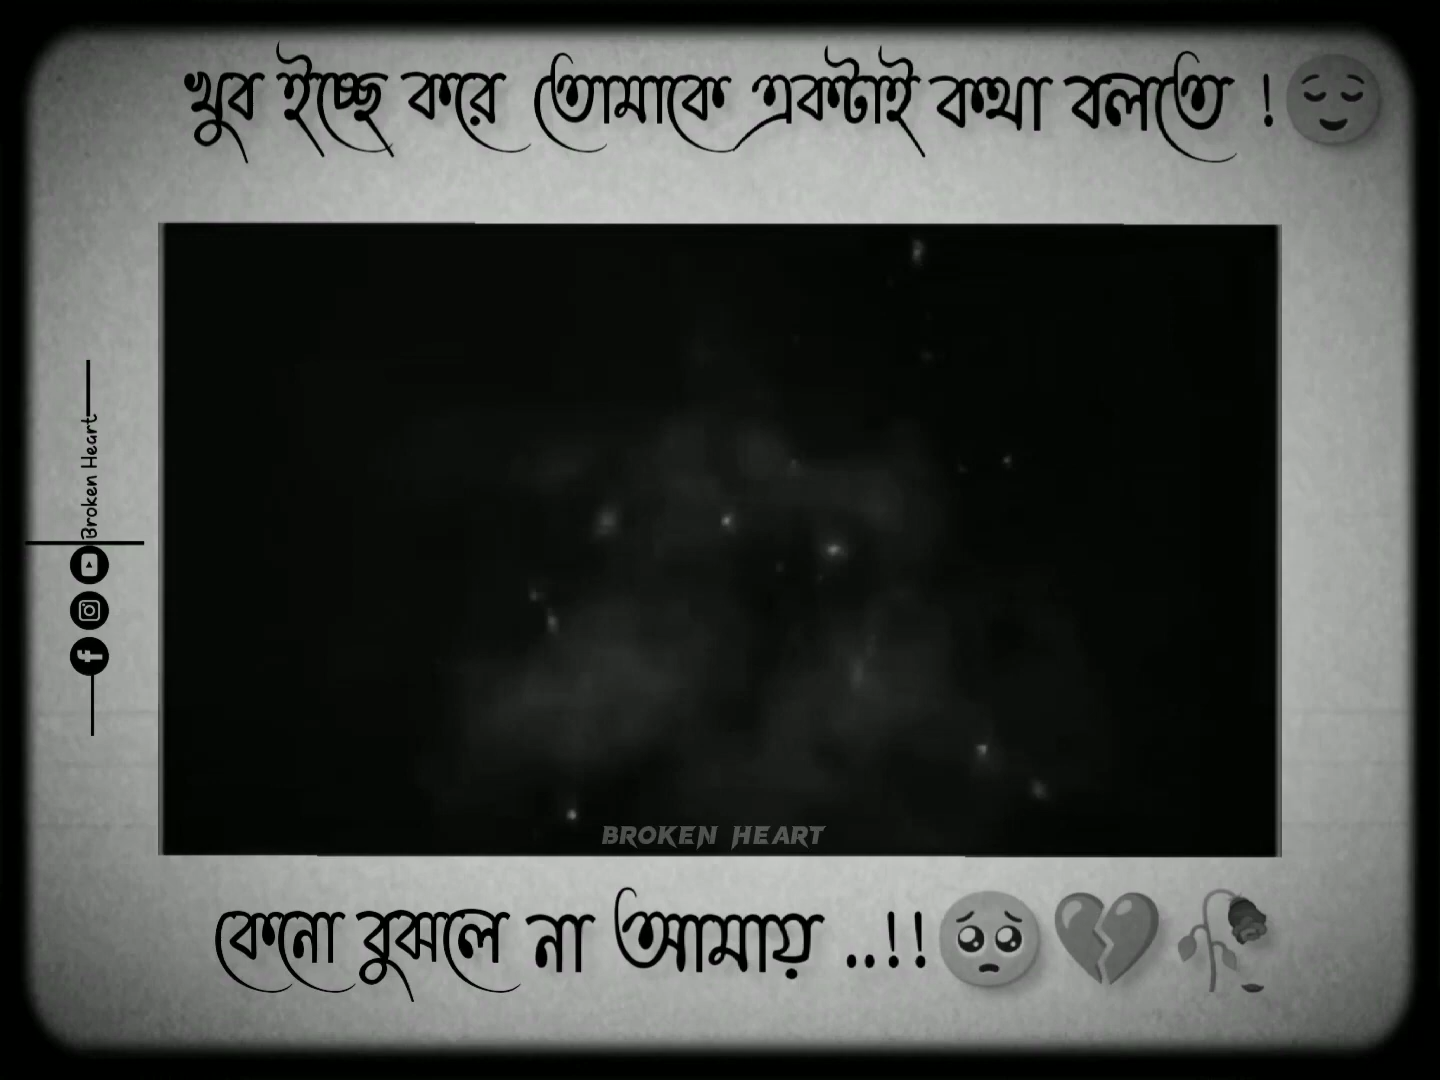 খুব ইচ্ছে করে তোমাকে একটাই কথা বলতে !😌
Broken Heart
BROKEN HEART
কেনো বুঝলে না আমায় ..!!🥺💔🥀